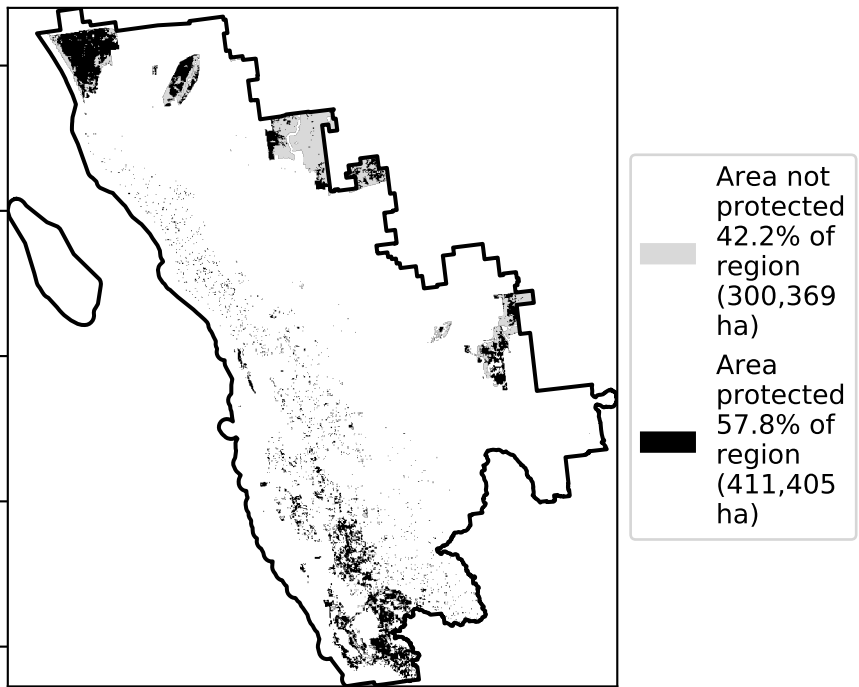 Area not
protected
42.2% of
region
(300,369
ha)
Area
protected
57.8% of
region
(411,405
ha)